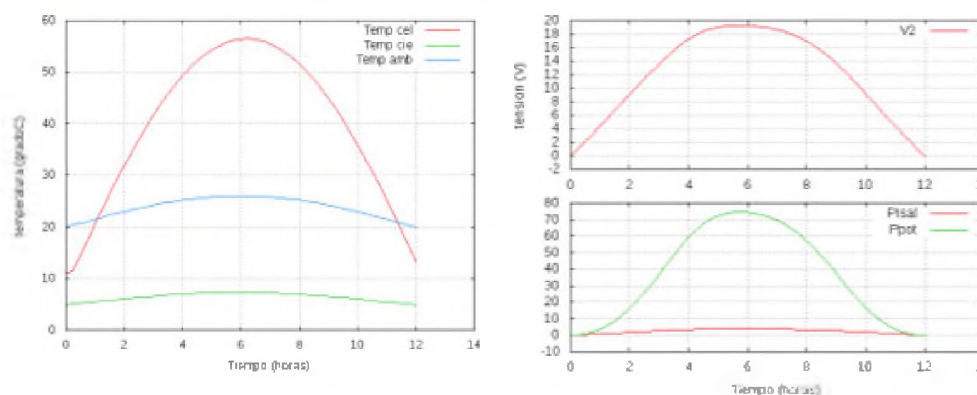 60
50
40
30
20
10
0
temperatura (gradoC)
Temp cel
Temp cie
Temp amb
0 2 4 6 8 10 12 14
Tiempo (horas)
20
18
16
14
12
10
8
6
4
2
0
-2
tension (V)
V2
0 2 4 6 8 10 12
80
70
60
50
40
30
20
10
0
-10
Ptsal
Ppot
0 2 4 6 8 10 12
Tiempo (horas)